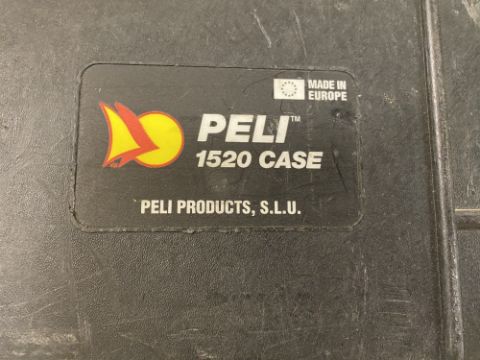 MADE IN
EUROPE
PELI™
1520 CASE
PELI PRODUCTS, S.L.U.